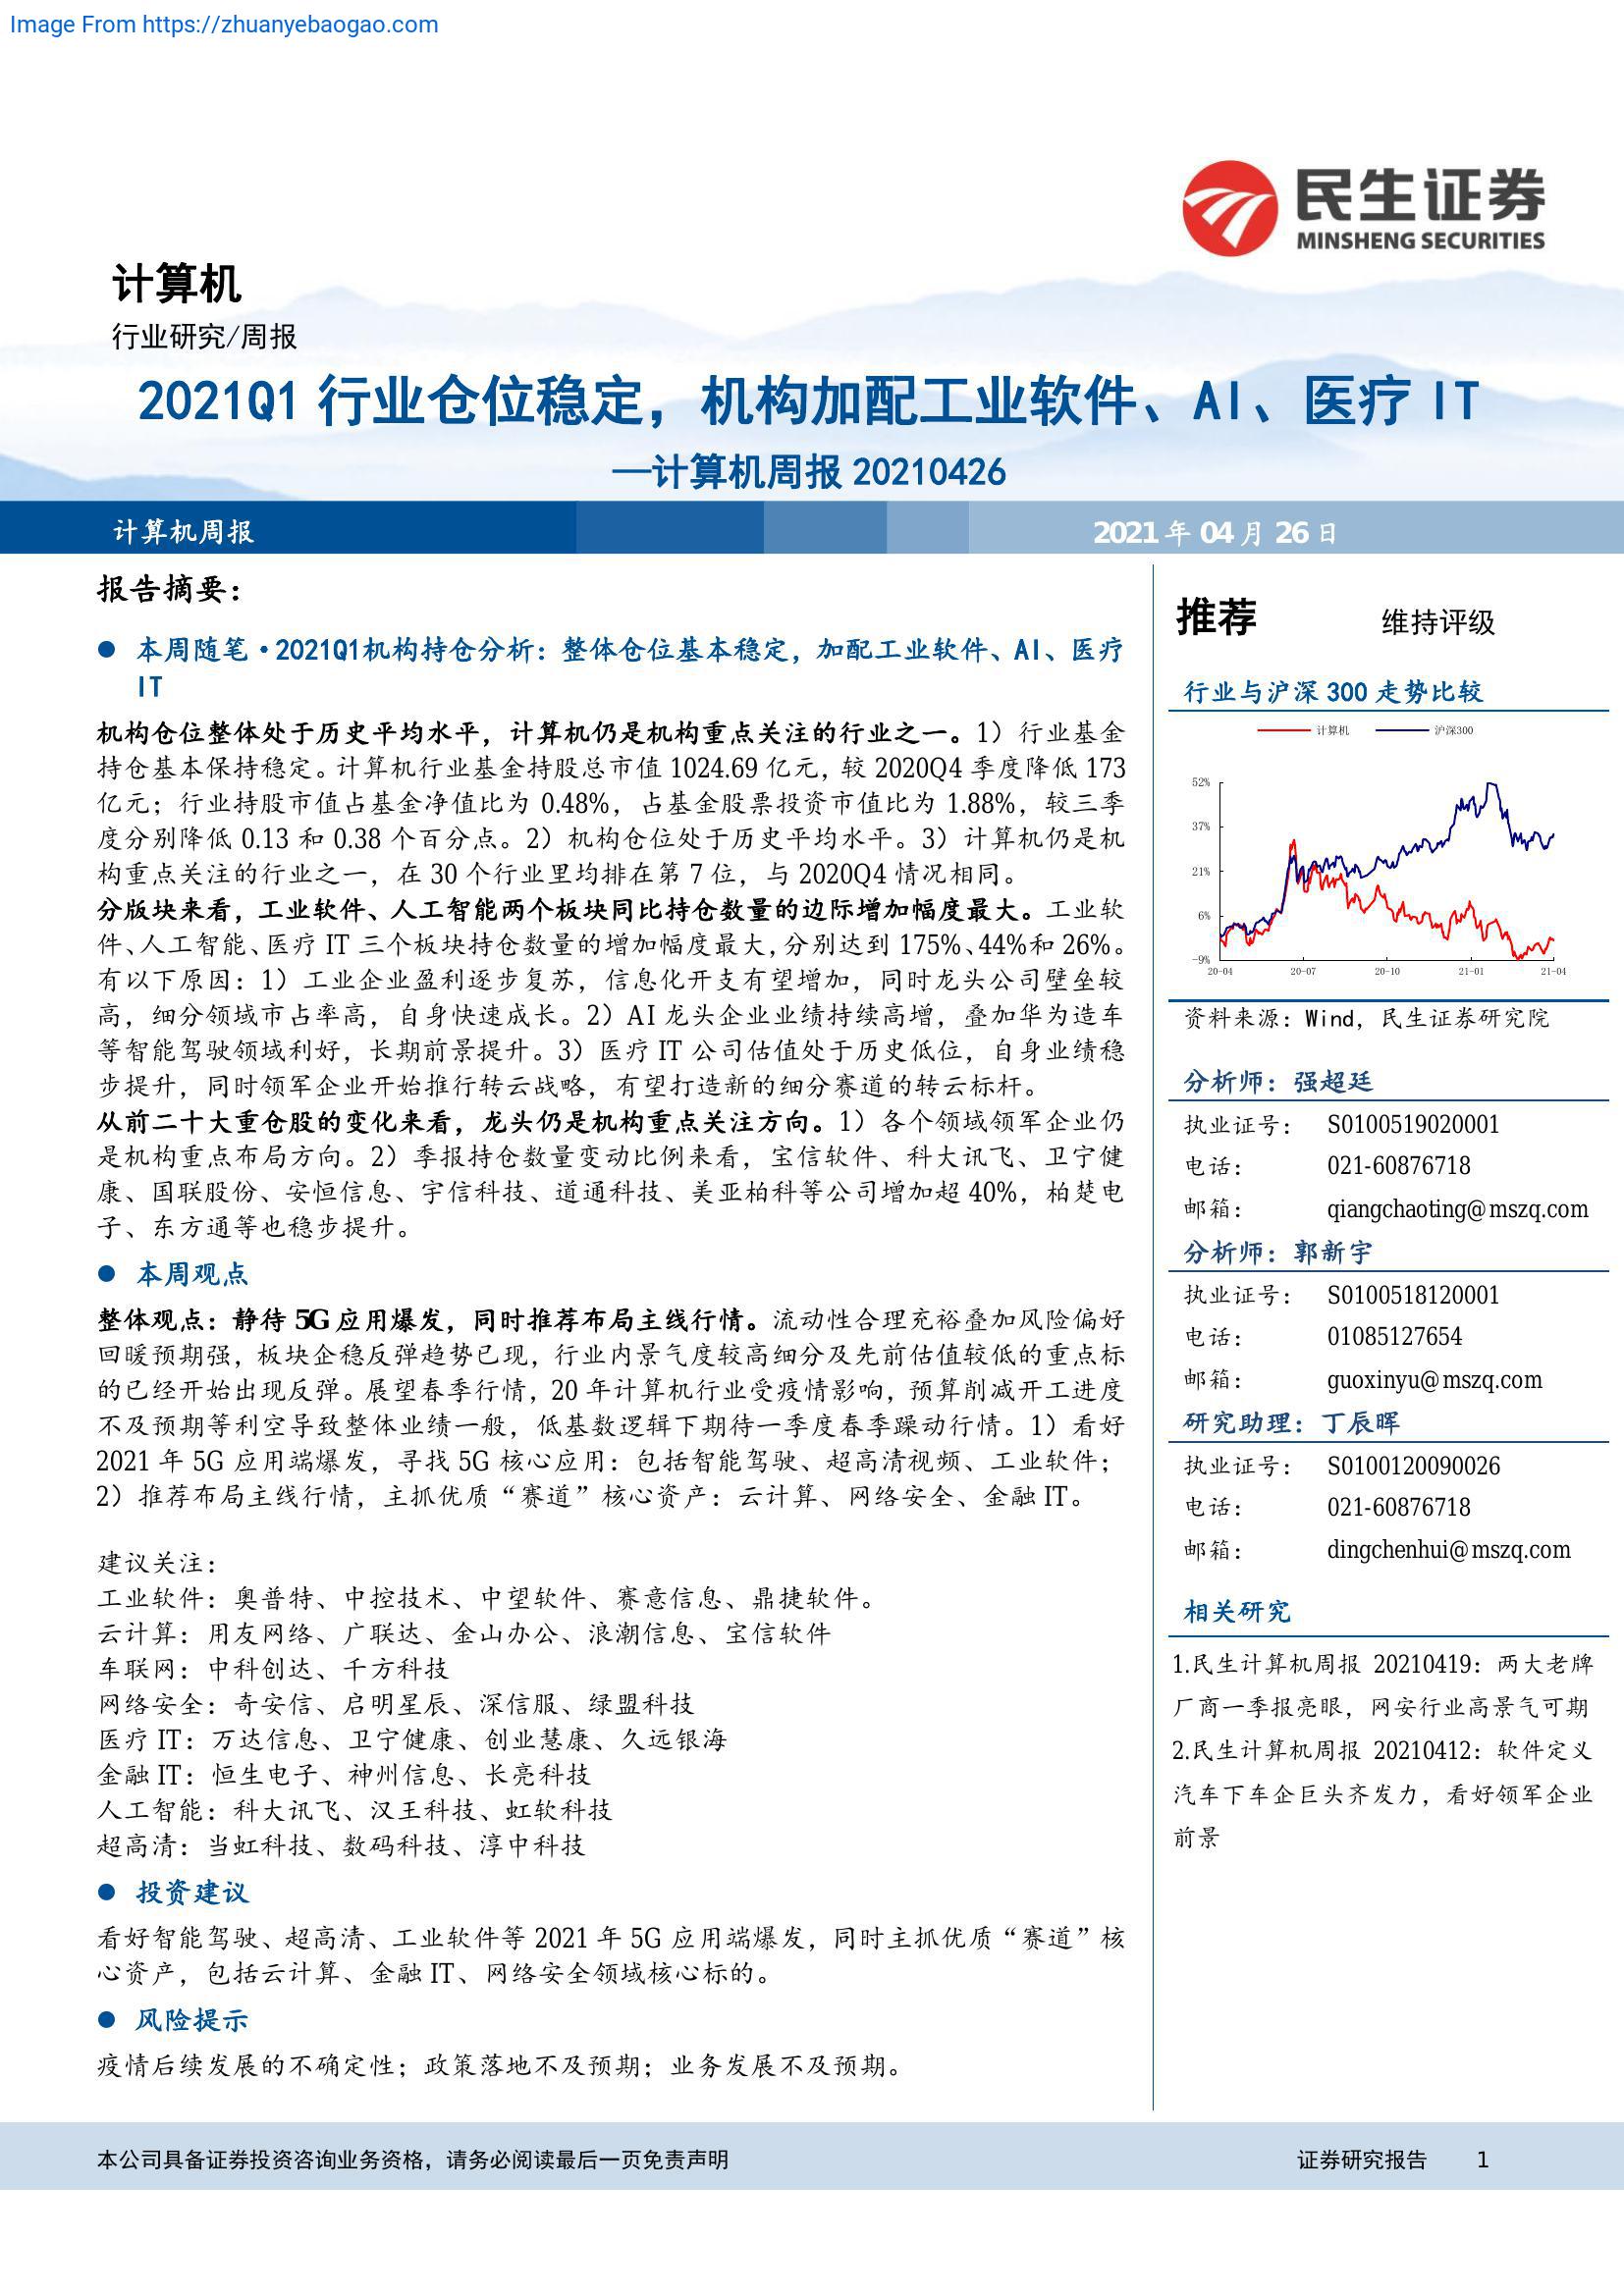 Image From https://zhuanyebaogao.com
民生证券
MINSHENG SECURITIES
计算机
行业研究/周报
2021Q1 行业仓位稳定，机构加配工业软件、AI、医疗 IT
—计算机周报 20210426
计算机周报
2021 年 04 月 26 日
报告摘要：
● 本周随笔·2021Q1机构持仓分析：整体仓位基本稳定，加配工业软件、AI、医疗
IT
机构仓位整体处于历史平均水平，计算机仍是机构重点关注的行业之一。1）行业基金
持仓基本保持稳定。计算机行业基金持股总市值 1024.69 亿元，较 2020Q4 季度降低 173
亿元；行业持股市值占基金净值比为 0.48%，占基金股票投资市值比为 1.88%，较三季
度分别降低 0.13 和 0.38 个百分点。2）机构仓位处于历史平均水平。3）计算机仍是机
构重点关注的行业之一，在 30 个行业里均排在第 7 位，与 2020Q4 情况相同。
分版块来看，工业软件、人工智能两个板块同比持仓数量的边际增加幅度最大。工业软
件、人工智能、医疗 IT 三个板块持仓数量的增加幅度最大，分别达到 175%、44%和 26%。
有以下原因：1）工业企业盈利逐步复苏，信息化开支有望增加，同时龙头公司壁垒较
高，细分领域市占率高，自身快速成长。2）AI 龙头企业业绩持续高增，叠加华为造车
等智能驾驶领域利好，长期前景提升。3）医疗 IT 公司估值处于历史低位，自身业绩稳
步提升，同时领军企业开始推行转云战略，有望打造新的细分赛道的转云标杆。
从前二十大重仓股的变化来看，龙头仍是机构重点关注方向。1）各个领域领军企业仍
是机构重点布局方向。2）季报持仓数量变动比例来看，宝信软件、科大讯飞、卫宁健
康、国联股份、安恒信息、宇信科技、道通科技、美亚柏科等公司增加超 40%，柏楚电
子、东方通等也稳步提升。
● 本周观点
整体观点：静待 5G 应用爆发，同时推荐布局主线行情。流动性合理充裕叠加风险偏好
回暖预期强，板块企稳反弹趋势已现，行业内景气度较高细分及先前估值较低的重点标
的已经开始出现反弹。展望春季行情，20 年计算机行业受疫情影响，预算削减开工进度
不及预期等利空导致整体业绩一般，低基数逻辑下期待一季度春季躁动行情。1）看好
2021 年 5G 应用端爆发，寻找 5G 核心应用：包括智能驾驶、超高清视频、工业软件；
2）推荐布局主线行情，主抓优质“赛道”核心资产：云计算、网络安全、金融 IT。
建议关注：
工业软件：奥普特、中控技术、中望软件、赛意信息、鼎捷软件。
云计算：用友网络、广联达、金山办公、浪潮信息、宝信软件
车联网：中科创达、千方科技
网络安全：奇安信、启明星辰、深信服、绿盟科技
医疗 IT：万达信息、卫宁健康、创业慧康、久远银海
金融 IT：恒生电子、神州信息、长亮科技
人工智能：科大讯飞、汉王科技、虹软科技
超高清：当虹科技、数码科技、淳中科技
● 投资建议
看好智能驾驶、超高清、工业软件等 2021 年 5G 应用端爆发，同时主抓优质“赛道”核
心资产，包括云计算、金融 IT、网络安全领域核心标的。
● 风险提示
疫情后续发展的不确定性；政策落地不及预期；业务发展不及预期。
推荐 维持评级
行业与沪深 300 走势比较
计算机 沪深300
52%
37%
21%
6%
-9%
20-04 20-07 20-10 21-01 21-04
资料来源：Wind，民生证券研究院
分析师：强超廷
执业证号： S0100519020001
电话： 021-60876718
邮箱： qiangchaoting@mszq.com
分析师：郭新宇
执业证号： S0100518120001
电话： 01085127654
邮箱： guoxinyu@mszq.com
研究助理：丁辰晖
执业证号： S0100120090026
电话： 021-60876718
邮箱： dingchenhui@mszq.com
相关研究
1.民生计算机周报 20210419：两大老牌
厂商一季报亮眼，网安行业高景气可期
2.民生计算机周报 20210412：软件定义
汽车下车企巨头齐发力，看好领军企业
前景
本公司具备证券投资咨询业务资格，请务必阅读最后一页免责声明
证券研究报告 1